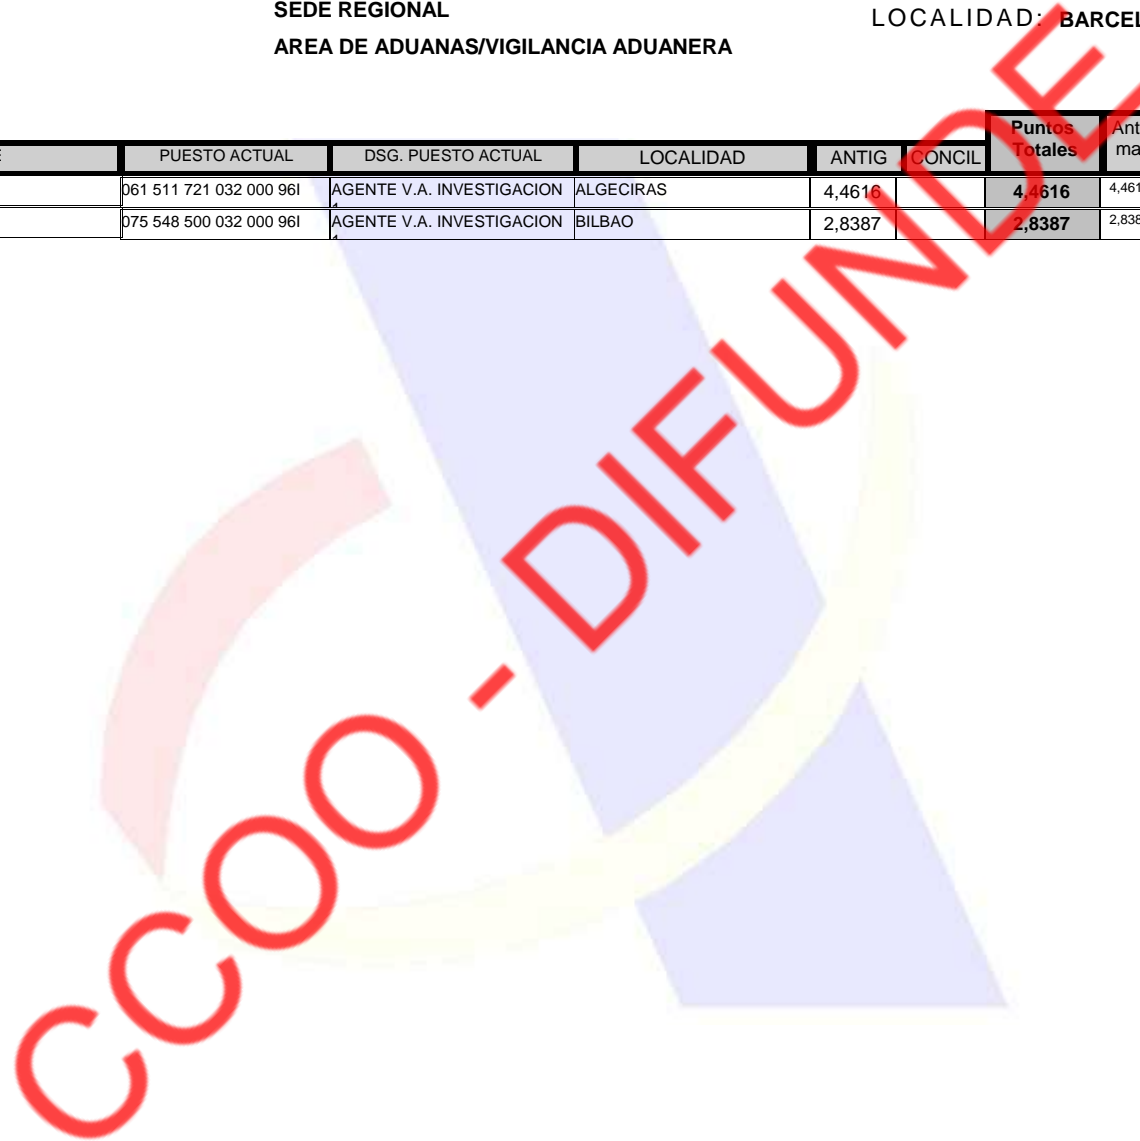 SEDE REGIONAL
LOCALIDAD: BARCEL
AREA DE ADUANAS/VIGILANCIA ADUANERA
E PUESTO ACTUAL DSG. PUESTO ACTUAL LOCALIDAD ANTIG CONCIL Puntos Totales Ant ma
061 511 721 032 000 96I AGENTE V.A. INVESTIGACION ALGECIRAS 4,4616 4,4616 4,461
075 548 500 032 000 96I AGENTE V.A. INVESTIGACION BILBAO 2,8387 2,8387 2,838
CCOO - DIFUNDE